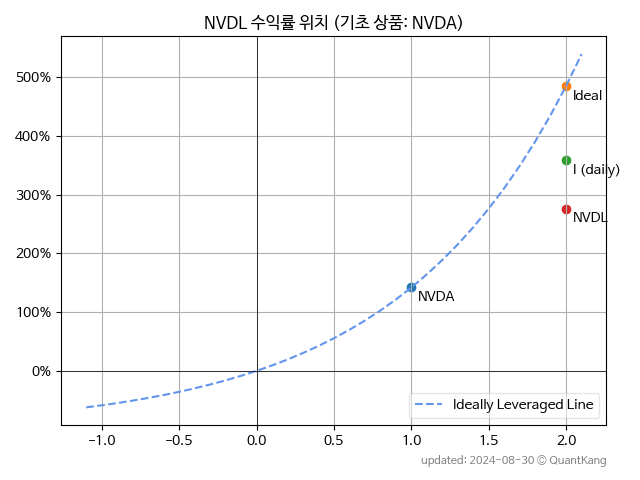 NVDL 수익률 위치 (기초 상품: NVDA)
500%
400%
300%
200%
100%
0%
Ideal
I (daily)
NVDL
NVDA
Ideally Leveraged Line
-1.0
-0.5
0.0
0.5
1.0
1.5
2.0
updated: 2024-08-30 © QuantKang